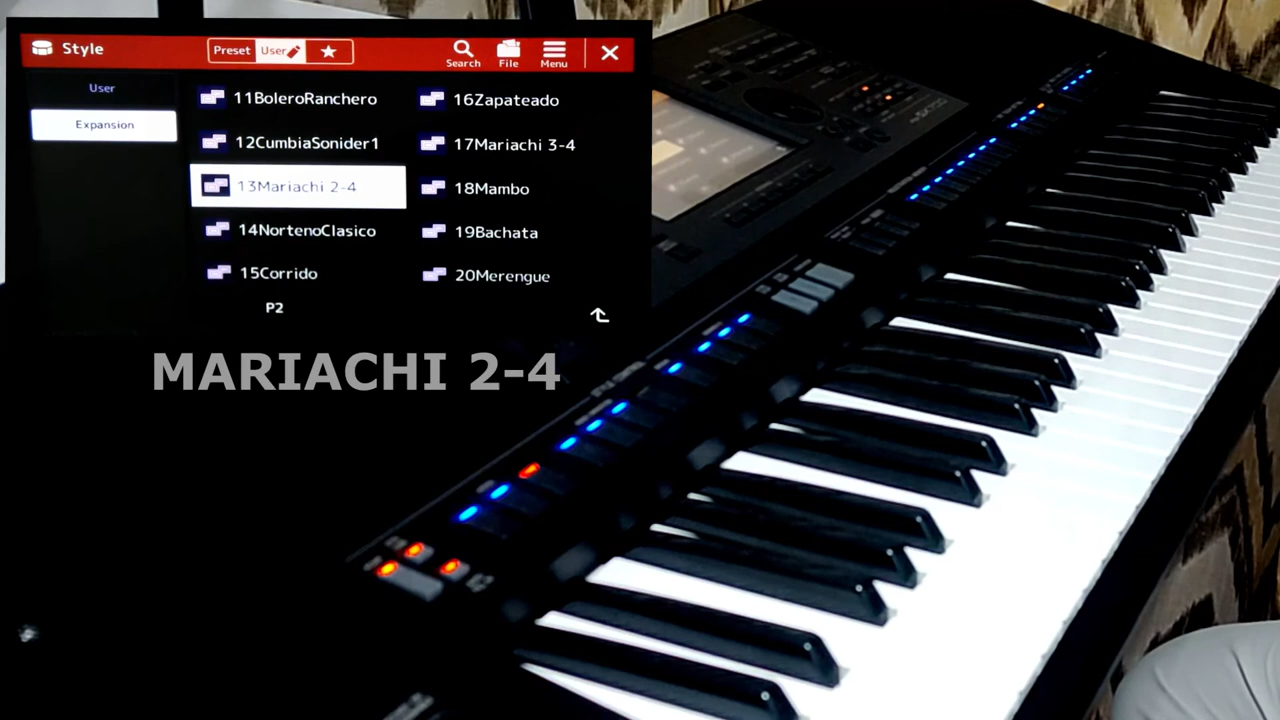 Style
Preset User
Search File Menu
User
Expansion
11BoleroRanchero
12CumbiaSonider1
13Mariachi 2-4
14NortenoClasico
15Corrido
16Zapateado
17Mariachi 3-4
18Mambo
19Bachata
20Merengue
P2
MARIACHI 2-4